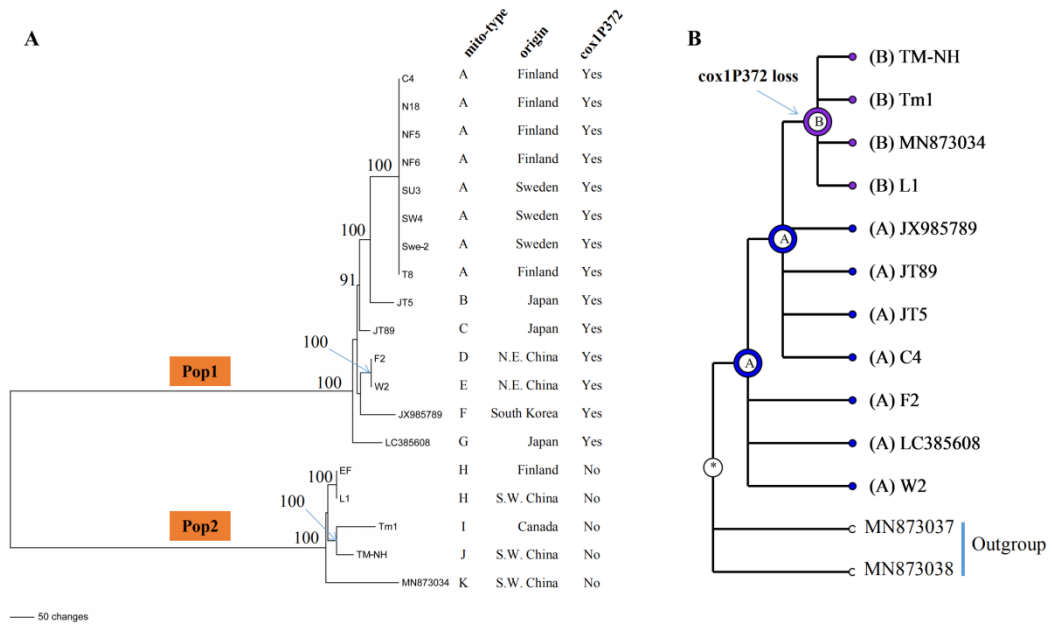 A
mito-type origin cox1P372
C4 A Finland Yes
N18 A Finland Yes
NF5 A Finland Yes
100 NF6 A Finland Yes
SU3 A Sweden Yes
SW4 A Sweden Yes
100 Swe-2 A Sweden Yes
T8 A Finland Yes
91 JT5 B Japan Yes
JT89 C Japan Yes
100 F2 D N.E. China Yes
Pop1 100 W2 E N.E. China Yes
JX985789 F South Korea Yes
LC385608 G Japan Yes
100 EF H Finland No
100 L1 H S.W. China No
Pop2 Tm1 I Canada No
100 TM-NH J S.W. China No
MN873034 K S.W. China No
50 changes
B
cox1P372 loss
(B) TM-NH
(B) Tm1
B
(B) MN873034
(B) L1
(A) JX985789
A
(A) JT89
(A) JT5
(A) C4
A
(A) F2
(A) LC385608
*
(A) W2
MN873037
Outgroup
MN873038